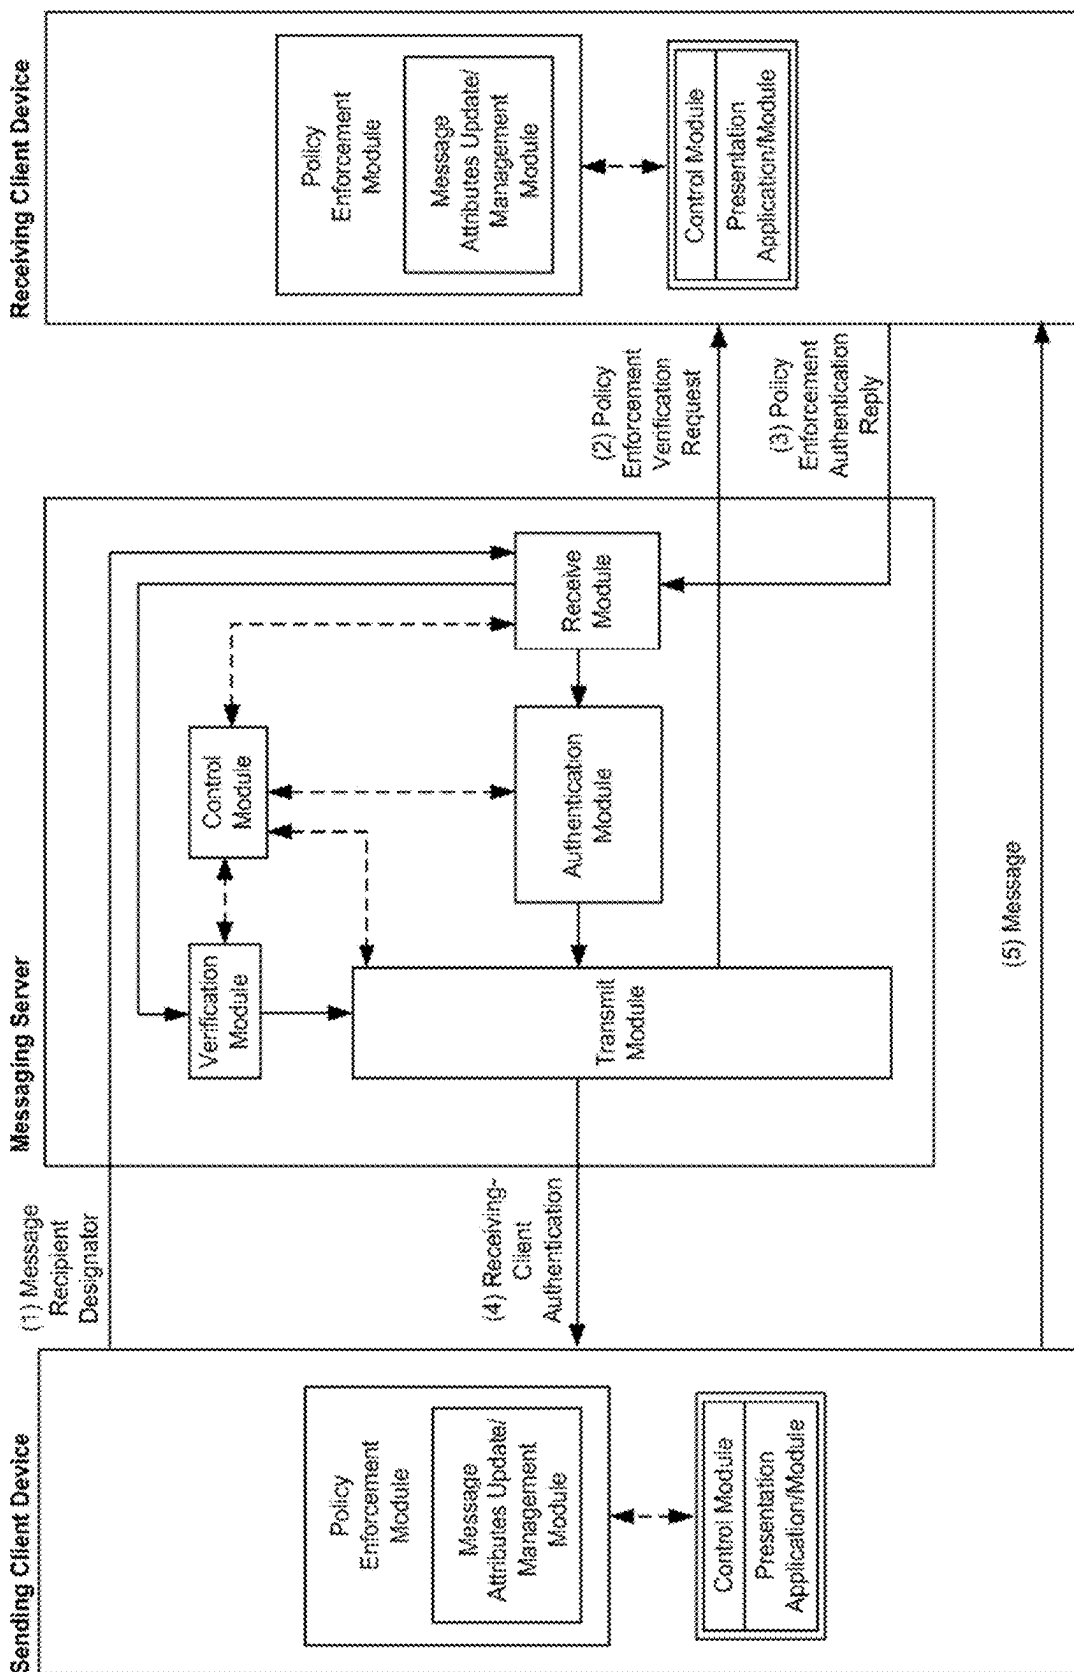 Sending Client Device
Policy
Enforcement
Module
Message
Attributes Update/
Management
Module
Control Module
Presentation
Application/Module
(1) Message
Recipient
Designator
(4) Receiving-
Client
Authentication
Messaging Server
Verification
Module
Control
Module
Transmit
Module
Authentication
Module
Receive
Module
(2) Policy
Enforcement
Verification
Request
(3) Policy
Enforcement
Authentication
Reply
(5) Message
Receiving Client Device
Policy
Enforcement
Module
Message
Attributes Update/
Management
Module
Control Module
Presentation
Application/Module